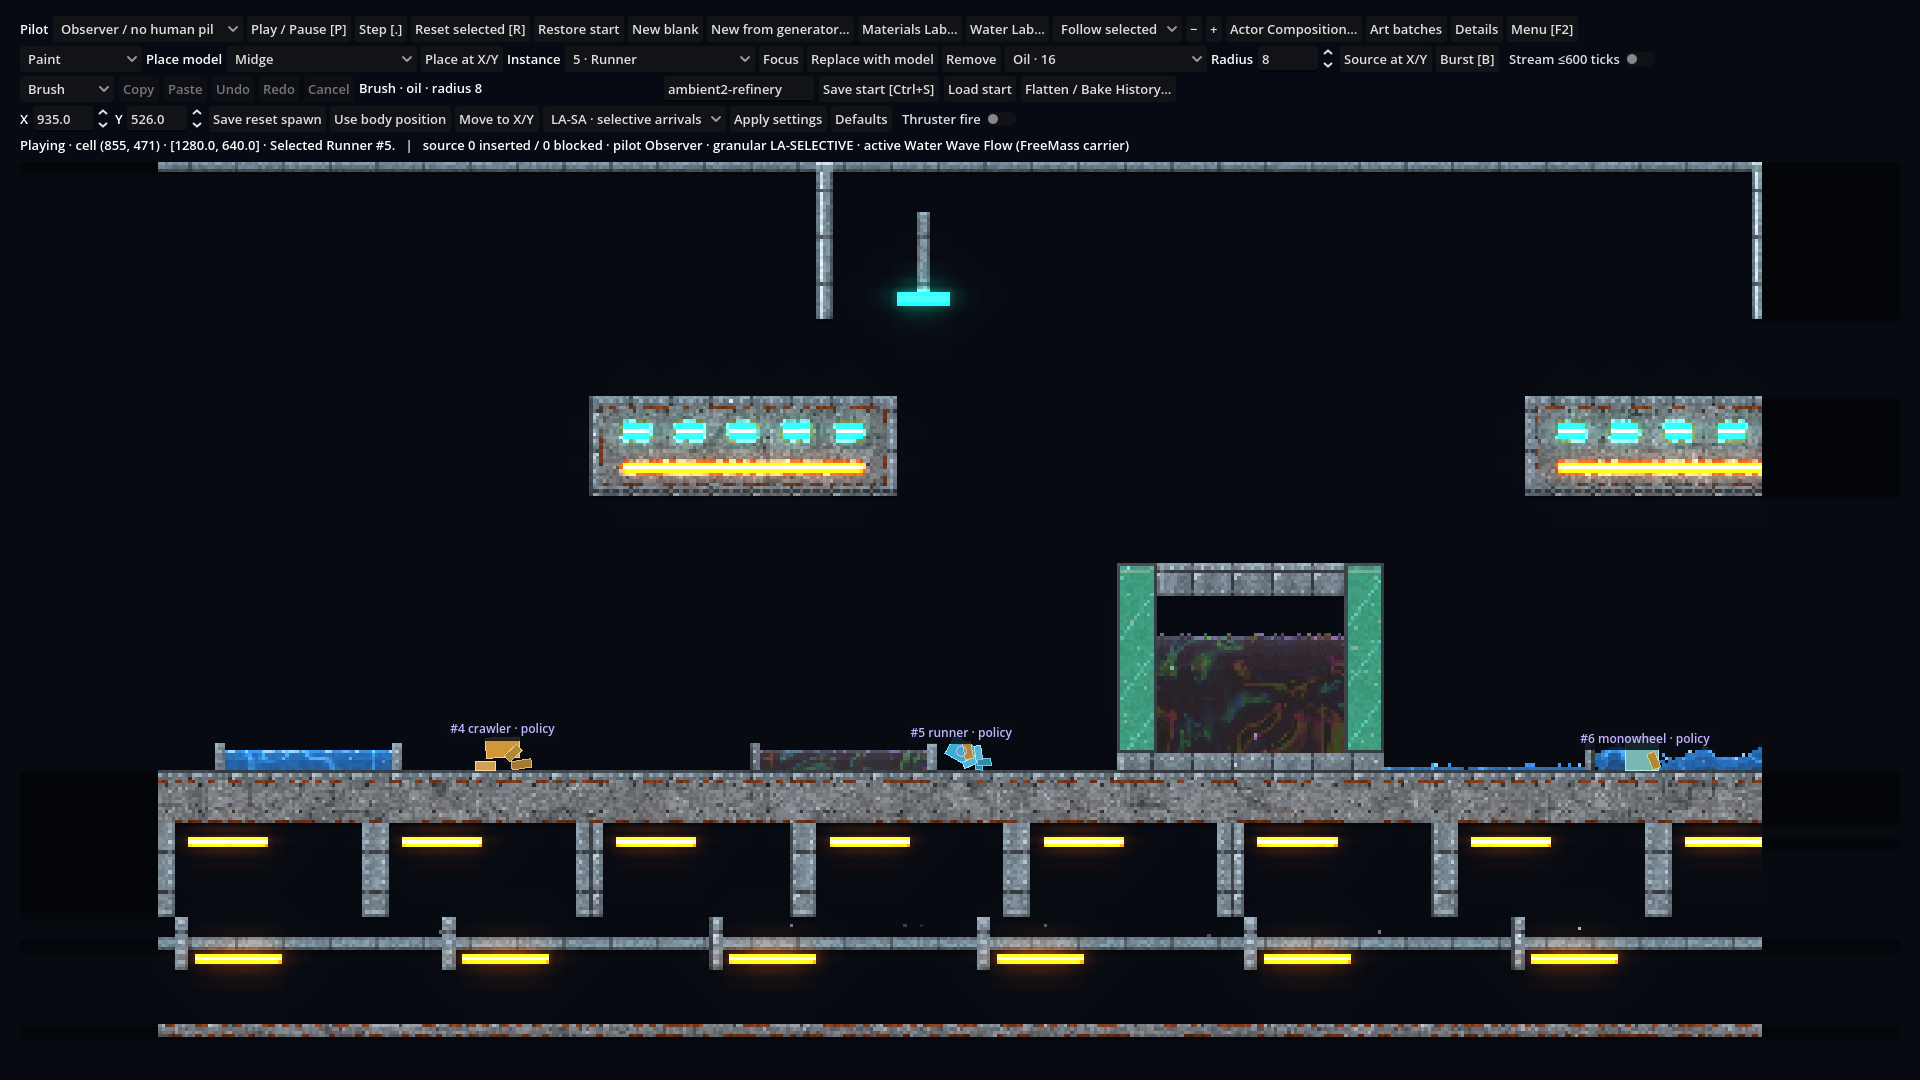 Pilot Observer / no human pil Play / Pause [P] Step [.] Reset selected [R] Restore start New blank New from generator... Materials Lab... Water Lab... Follow selected − + Actor Composition... Art batches Details Menu [F2]
Paint Place model Midge Place at X/Y Instance 5 · Runner Focus Replace with model Remove Oil · 16 Radius 8 Source at X/Y Burst [B] Stream ≤600 ticks
Brush Copy Paste Undo Redo Cancel Brush · oil · radius 8 ambient2-refinery Save start [Ctrl+S] Load start Flatten / Bake History...
X 935.0 Y 526.0 Save reset spawn Use body position Move to X/Y LA-SA · selective arrivals Apply settings Defaults Thruster fire
Playing · cell (855, 471) · [1280.0, 640.0] · Selected Runner #5. | source 0 inserted / 0 blocked · pilot Observer · granular LA-SELECTIVE · active Water Wave Flow (FreeMass carrier)
#4 crawler · policy
#5 runner · policy
#6 monowheel · policy